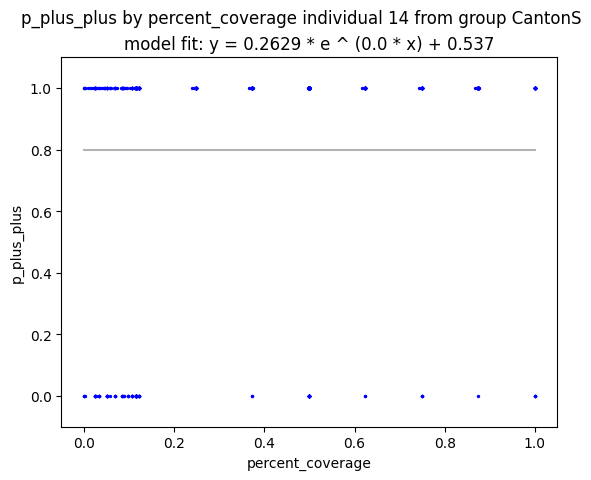 p_plus_plus by percent_coverage individual 14 from group CantonS
model fit: y = 0.2629 * e ^ (0.0 * x) + 0.537
1.0
0.8
0.6
0.4
0.2
0.0
p_plus_plus
0.0 0.2 0.4 0.6 0.8 1.0
percent_coverage